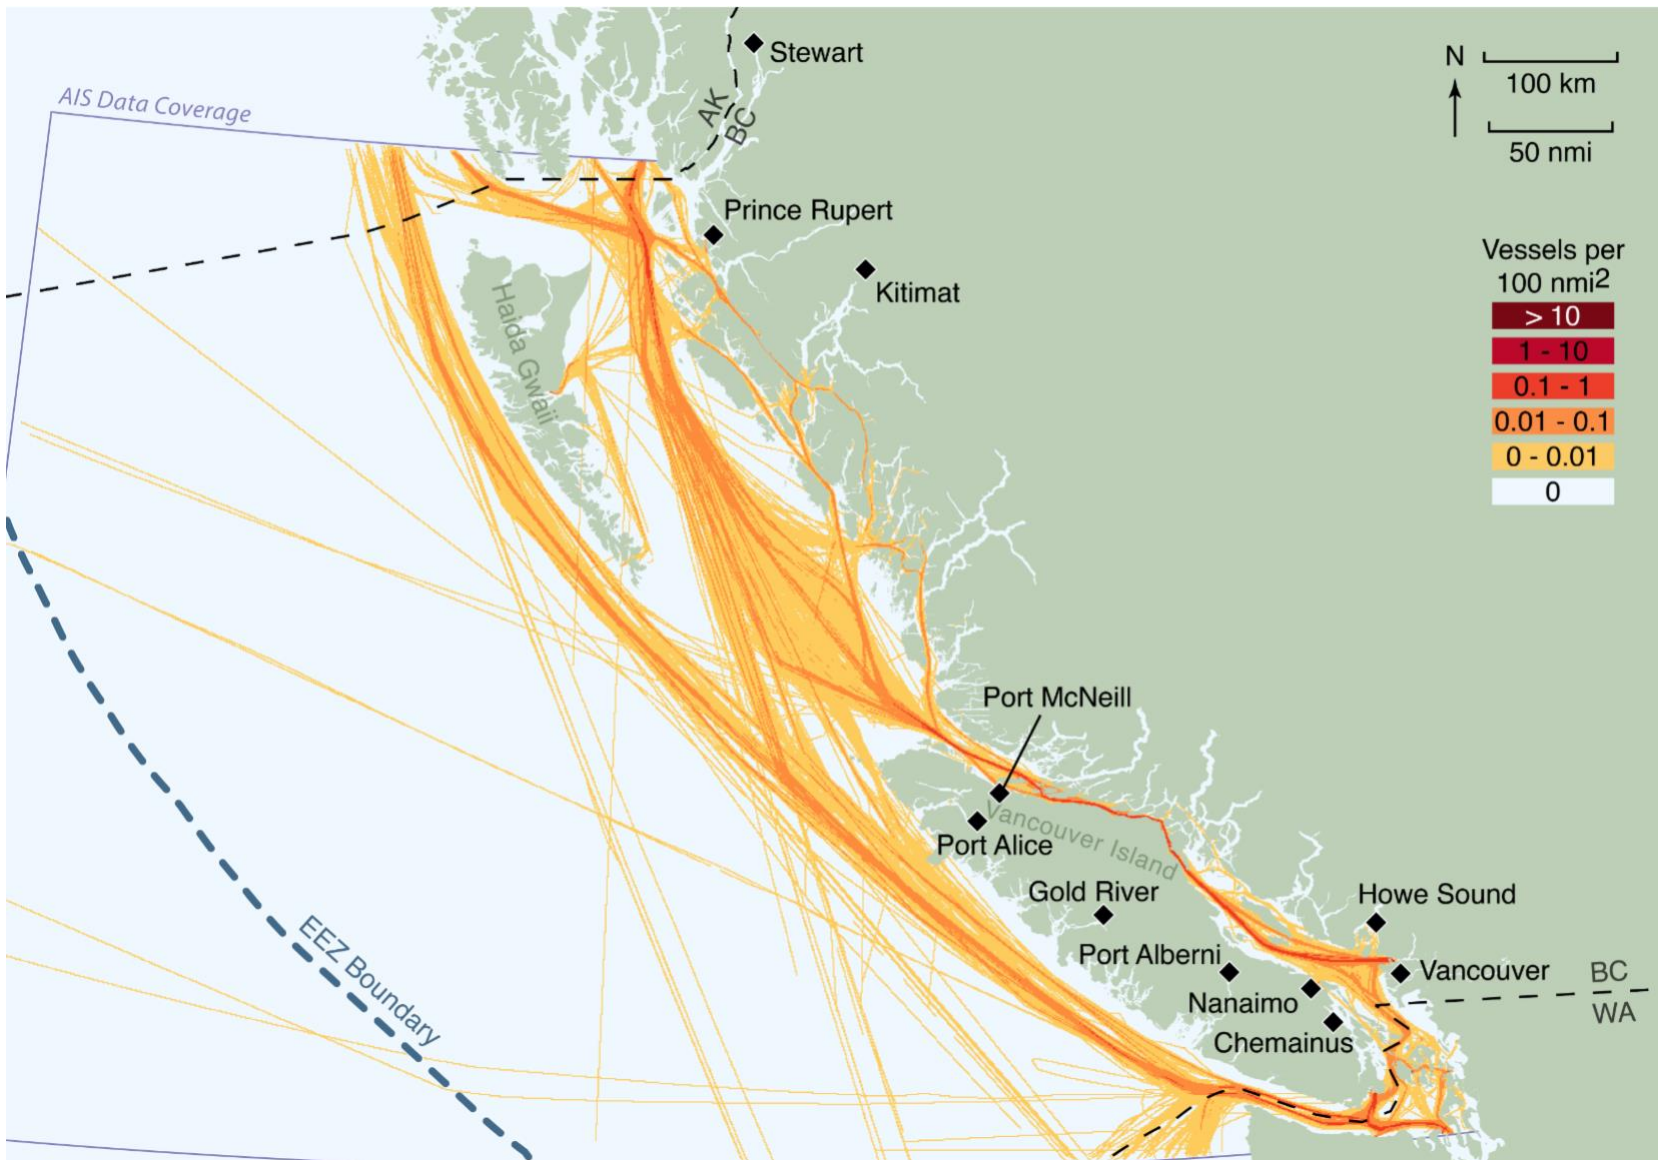 Stewart
AIS Data Coverage
AK
BC
N
100 km
50 nmi
Prince Rupert
Kitimat
Haida Gwaii
Vessels per
100 nmi2
> 10
1 - 10
0.1 - 1
0.01 - 0.1
0 - 0.01
0
Port McNeill
Vancouver Island
Port Alice
Gold River
Howe Sound
Port Alberni
Vancouver
Nanaimo
Chemainus
BC
WA
EEZ Boundary